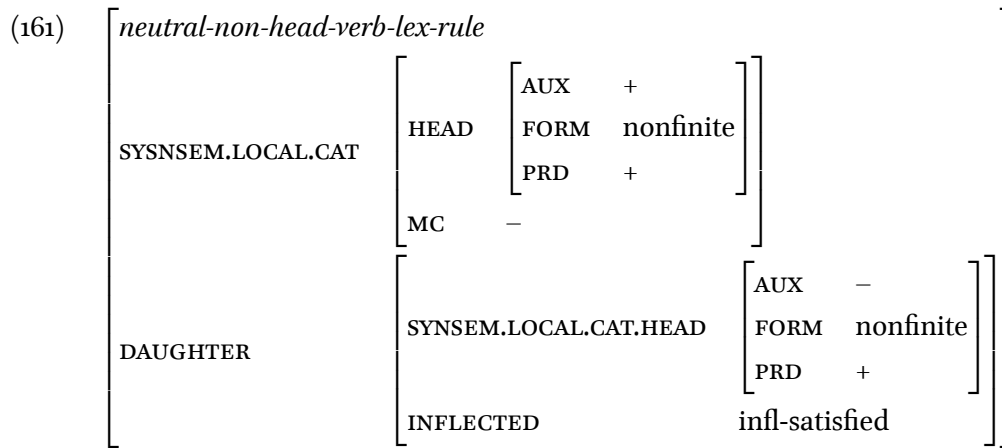 (161) neutral-non-head-verb-lex-rule
AUX +
HEAD FORM nonfinite
SYSNSEM.LOCAL.CAT
PRD +
MC –
AUX –
SYNSEM.LOCAL.CAT.HEAD FORM nonfinite
DAUGHTER
PRD +
INFLECTED infl-satisfied